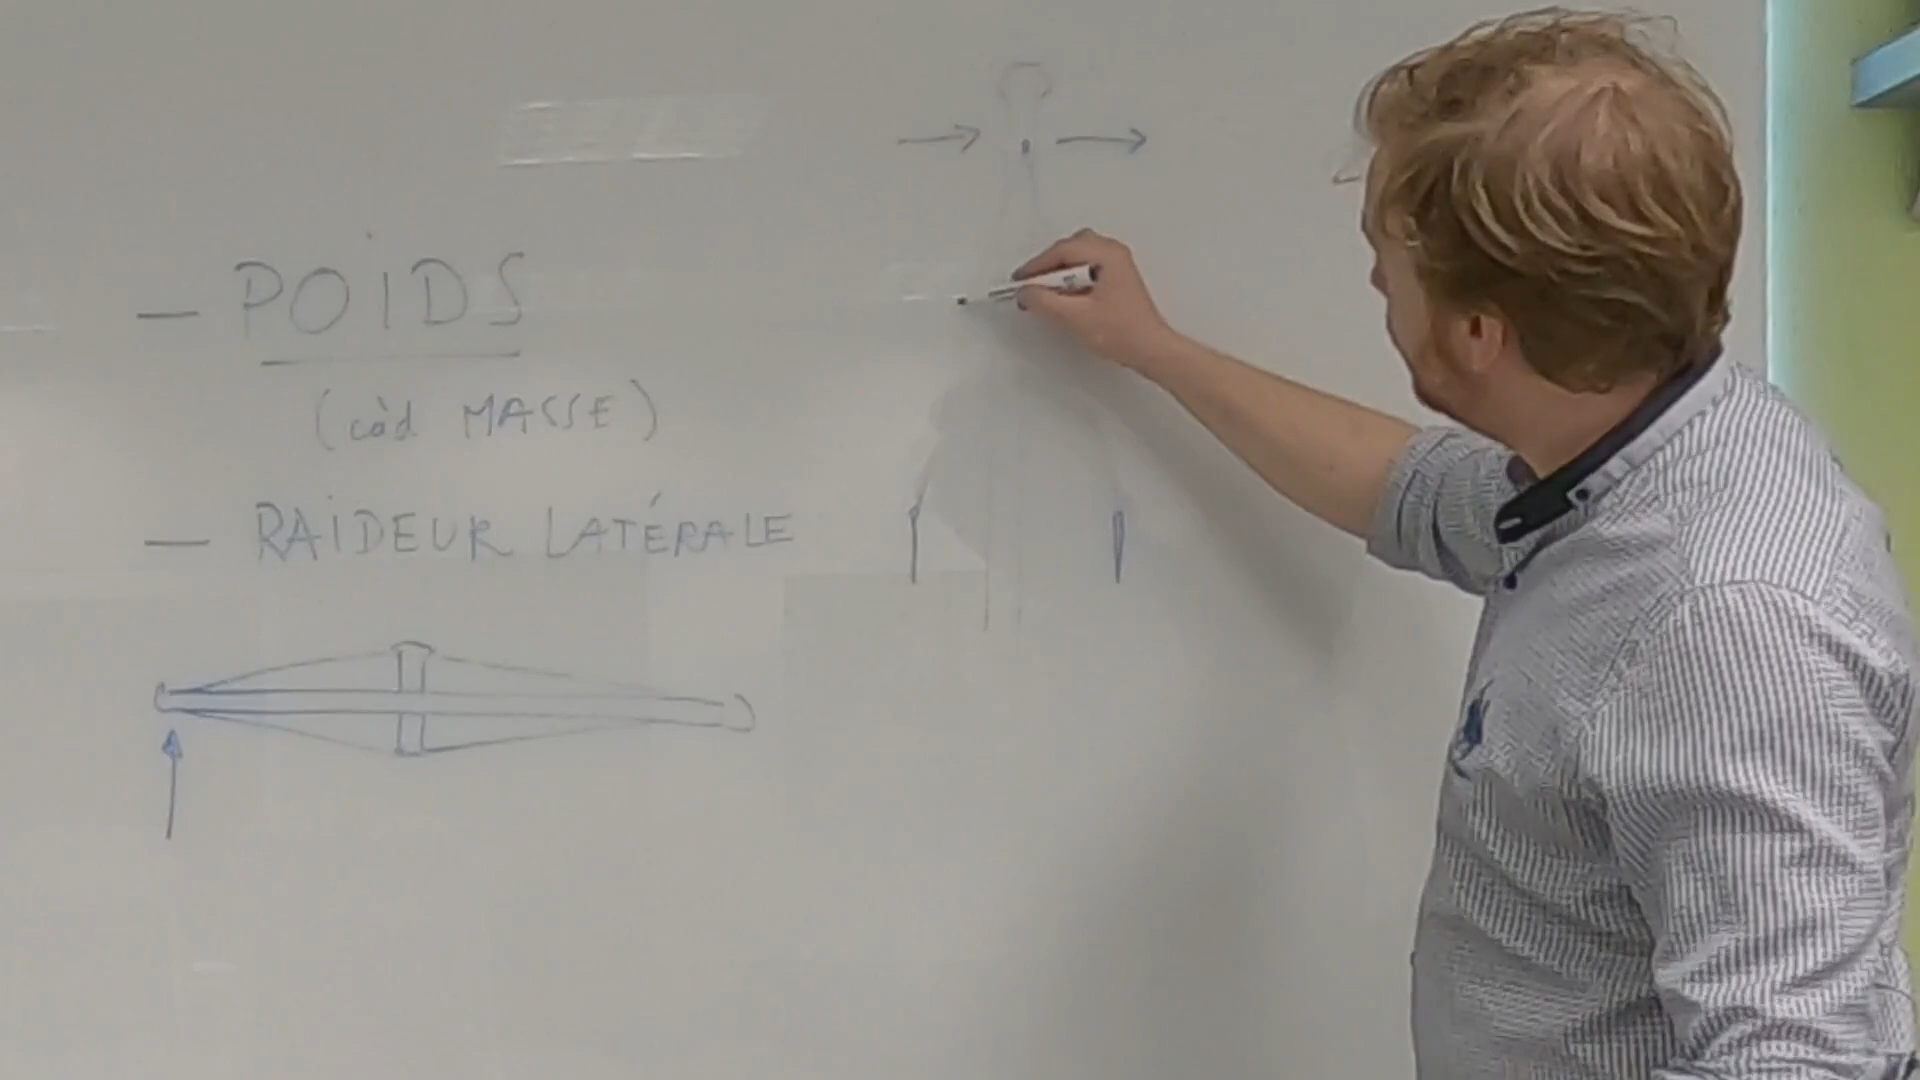 — POIDS
(càd MASSE)
— RAIDEUR LATÉRALE